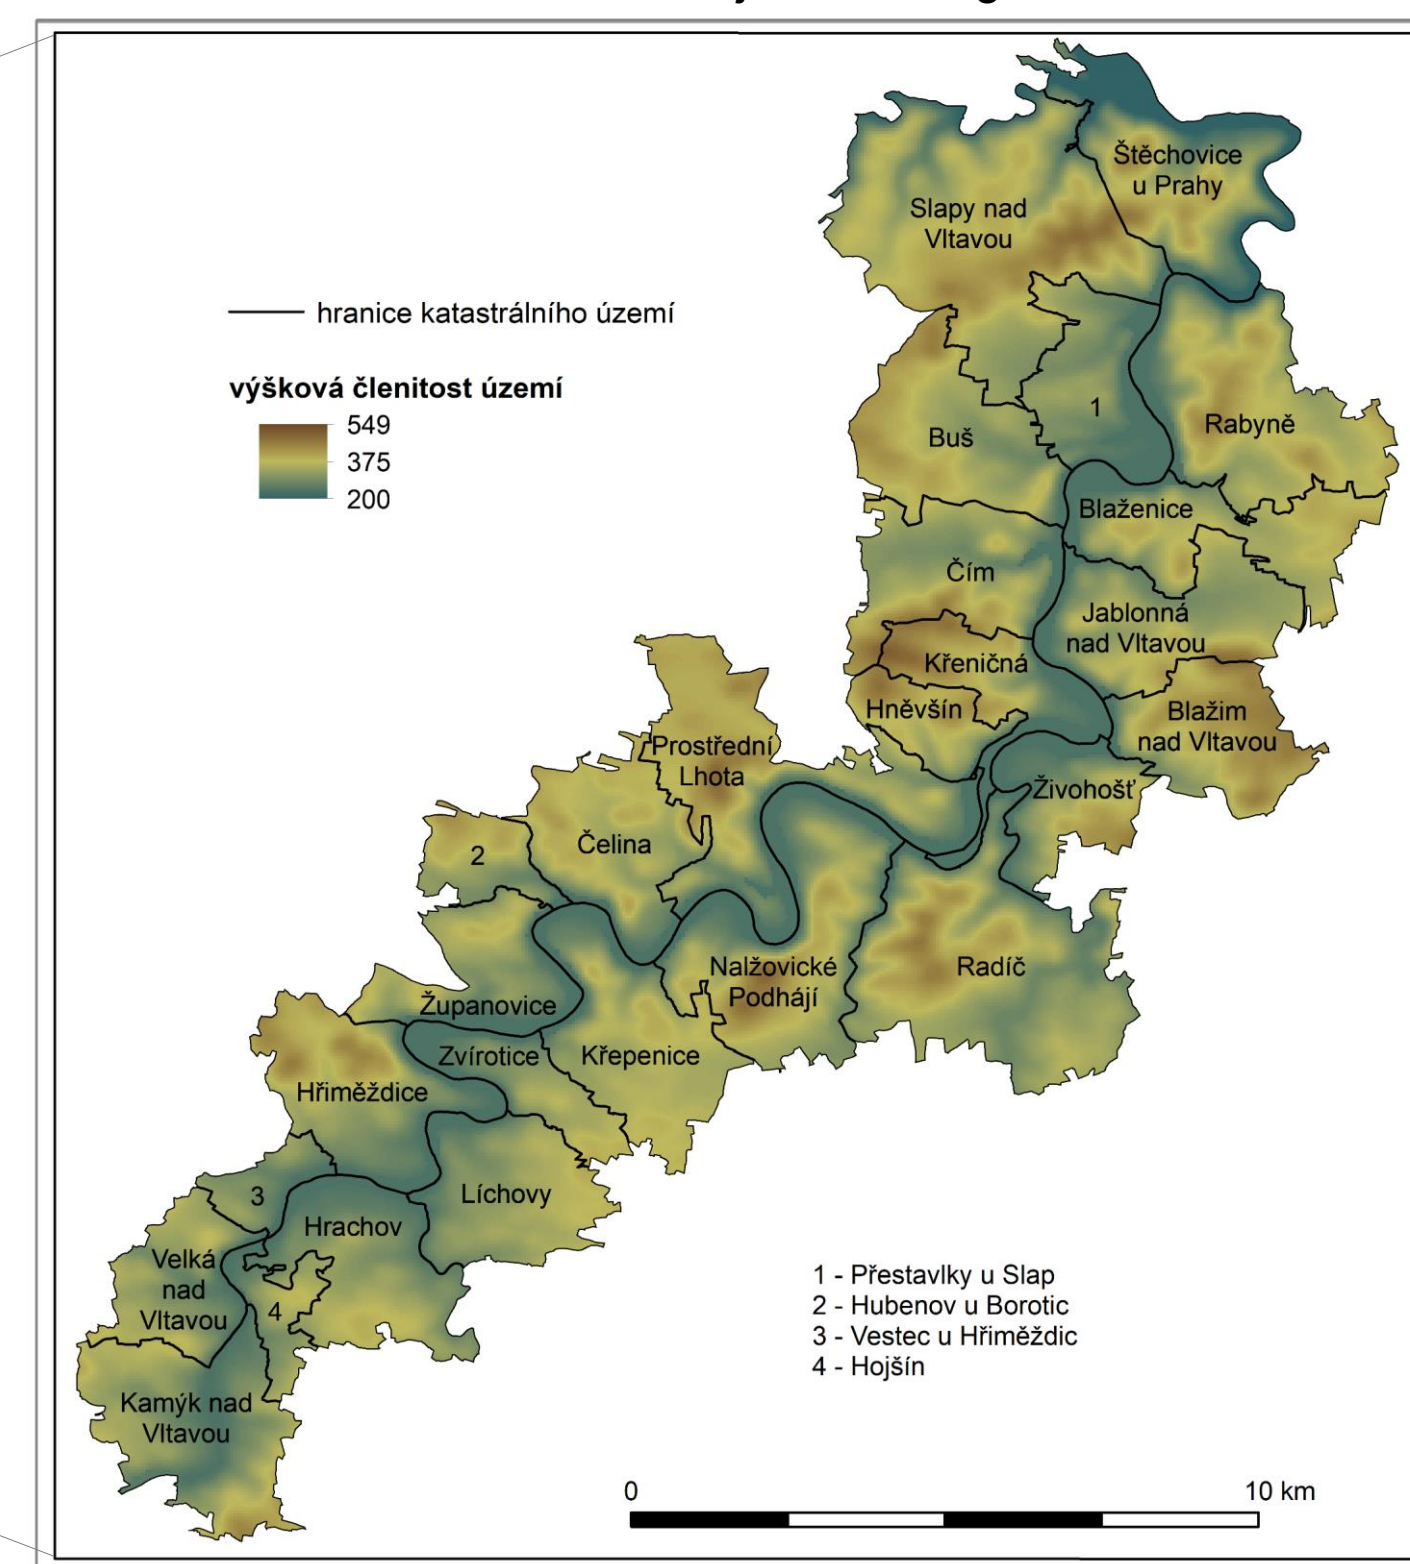 Štěchovice
u Prahy
Slapy nad
Vltavou
hranice katastrálního území
výšková členitost území
549
375
200
1
Rabyně
Buš
Blaženice
Čím
Jablonná
nad Vltavou
Křeničná
Hněvšín
Blažim
nad Vltavou
Prostřední
Lhota
Živohošť
Čelina
2
Nalžovické
Podhájí
Radíč
Županovice
Zvírotice
Křepenice
Hřiměždice
3
Líchovy
Hrachov
Velká
nad
Vltavou
4
1 - Přestavlky u Slap
2 - Hubenov u Borotic
3 - Vestec u Hřiměždic
4 - Hojšín
Kamýk nad
Vltavou
0
10 km